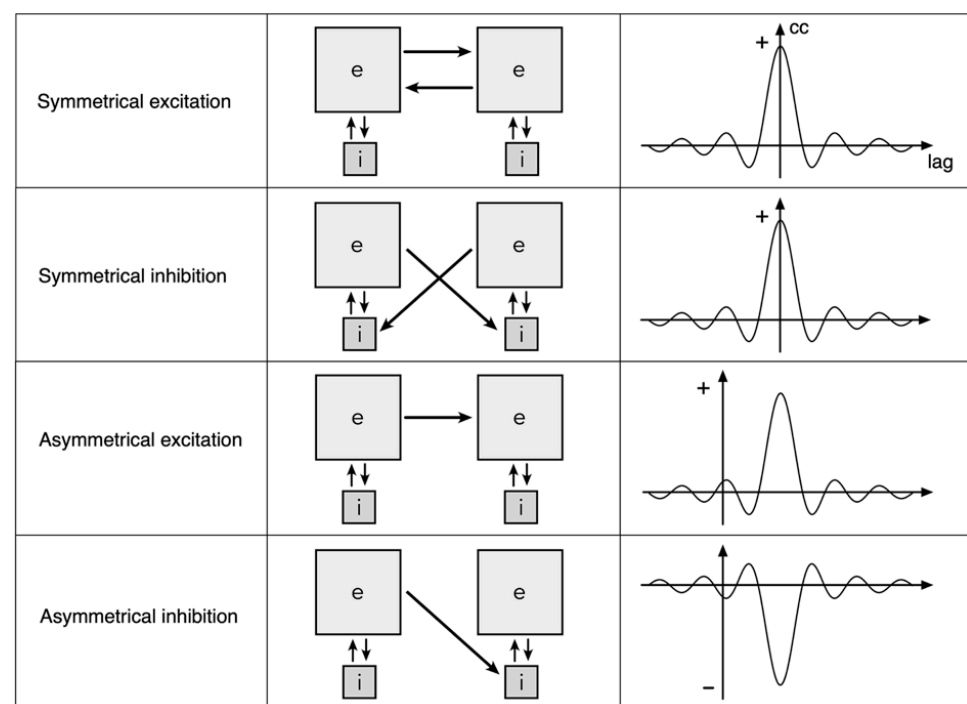 Symmetrical excitation
e e
i i
+ cc
lag
Symmetrical inhibition
e e
i i
+
Asymmetrical excitation
e e
i i
+
Asymmetrical inhibition
e e
i i
−